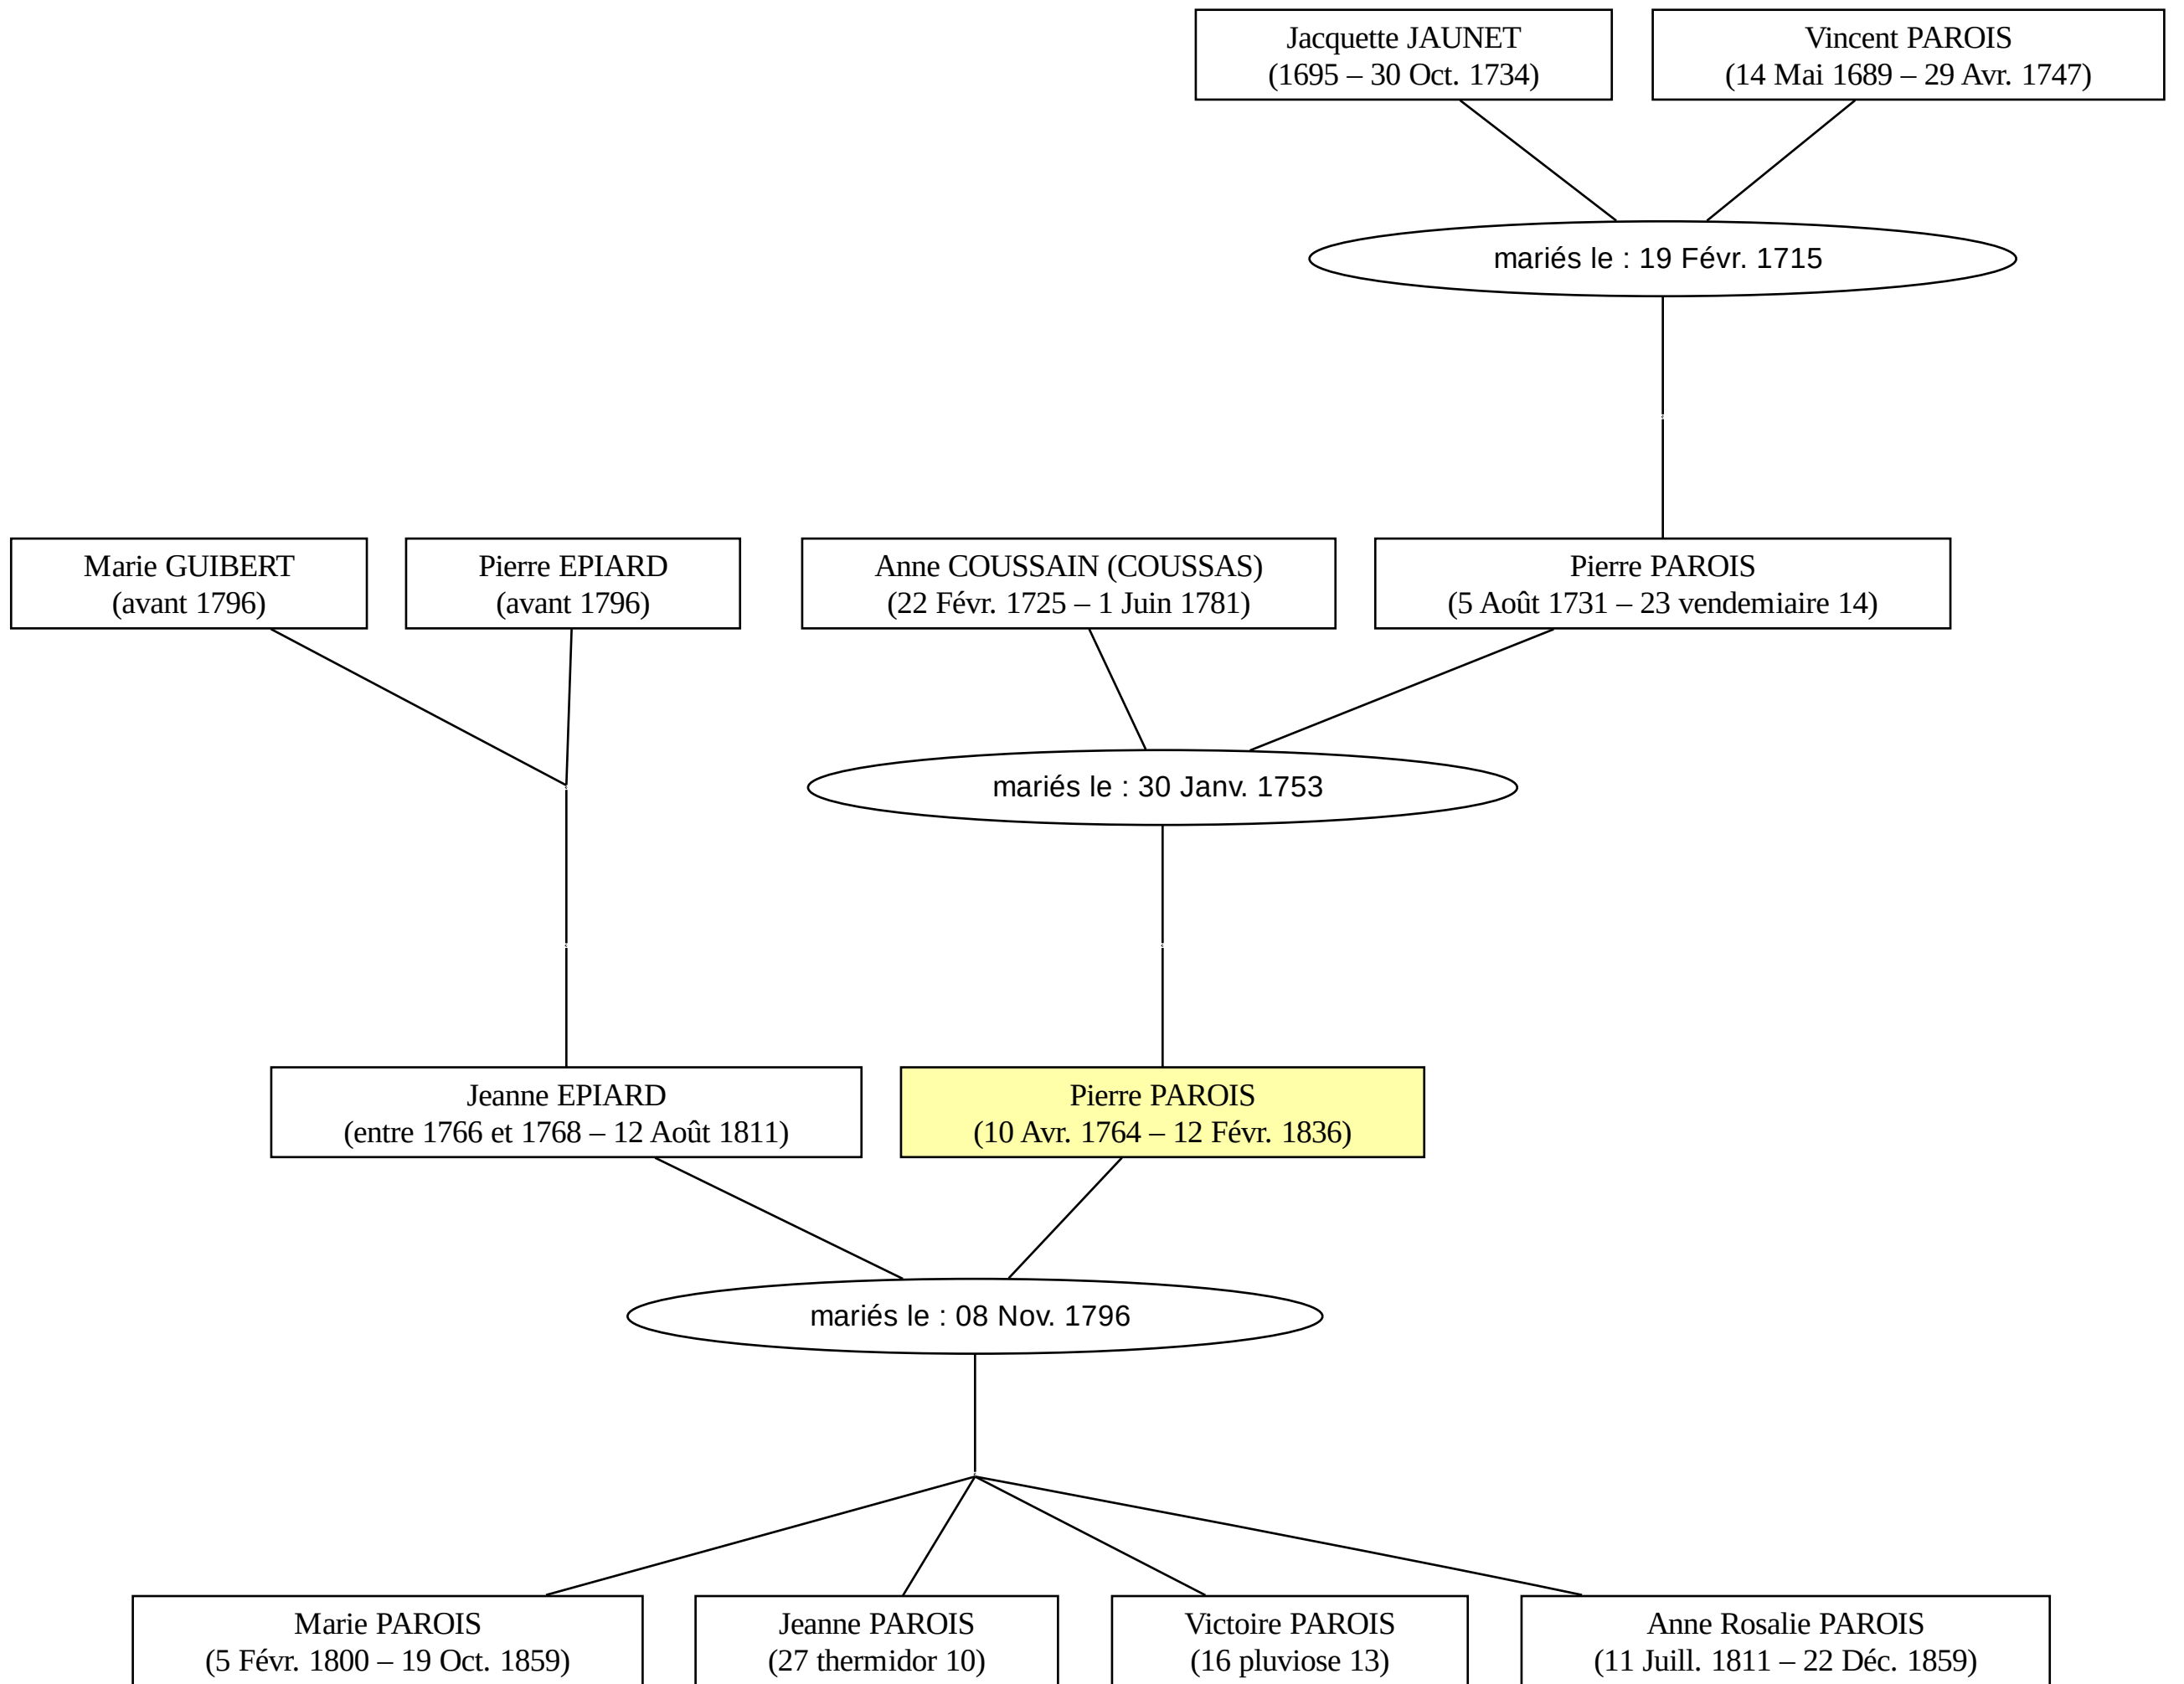 Jacquette JAUNET
(1695 – 30 Oct. 1734)
Vincent PAROIS
(14 Mai 1689 – 29 Avr. 1747)
mariés le : 19 Févr. 1715
Marie GUIBERT
(avant 1796)
Pierre EPIARD
(avant 1796)
Anne COUSSAIN (COUSSAS)
(22 Févr. 1725 – 1 Juin 1781)
Pierre PAROIS
(5 Août 1731 – 23 vendemiaire 14)
mariés le : 30 Janv. 1753
Jeanne EPIARD
(entre 1766 et 1768 – 12 Août 1811)
Pierre PAROIS
(10 Avr. 1764 – 12 Févr. 1836)
mariés le : 08 Nov. 1796
Marie PAROIS
(5 Févr. 1800 – 19 Oct. 1859)
Jeanne PAROIS
(27 thermidor 10)
Victoire PAROIS
(16 pluviose 13)
Anne Rosalie PAROIS
(11 Juill. 1811 – 22 Déc. 1859)